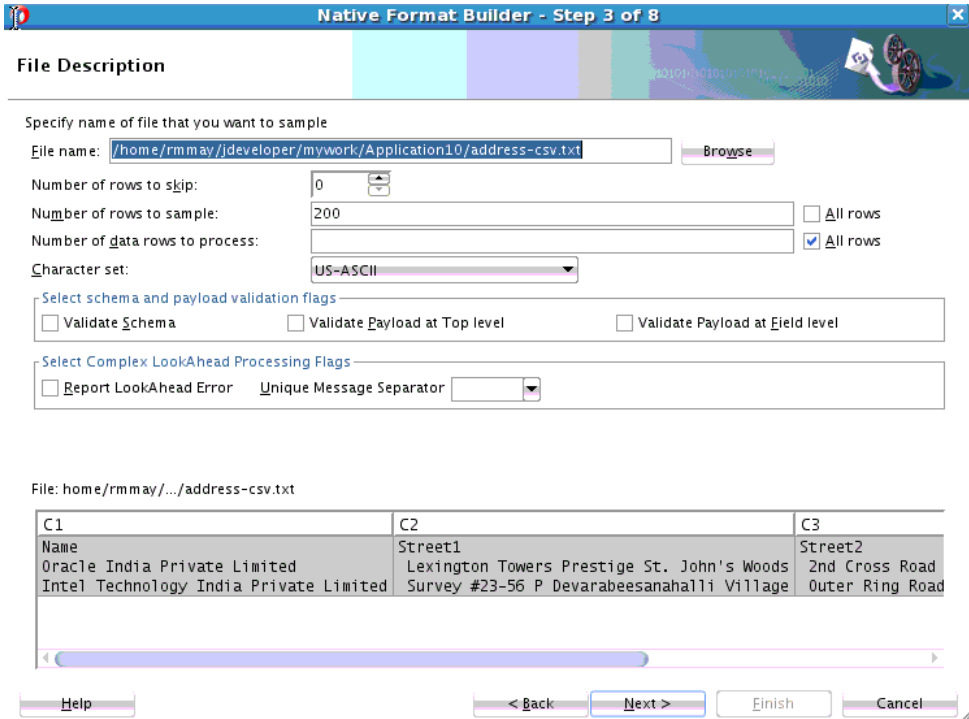 Native Format Builder - Step 3 of 8
File Description
Specify name of file that you want to sample
File name: /home/rmmay/jdeveloper/mywork/Application10/address-csv.txt Browse
Number of rows to skip: 0
Number of rows to sample: 200 All rows
Number of data rows to process: All rows
Character set: US-ASCII
Select schema and payload validation flags
Validate Schema Validate Payload at Top level Validate Payload at Field level
Select Complex LookAhead Processing Flags
Report LookAhead Error Unique Message Separator
File: home/rmmay/.../address-csv.txt
C1 C2 C3
Name Street1 Street2
Oracle India Private Limited Lexington Towers Prestige St. John's Woods 2nd Cross Road
Intel Technology India Private Limited Survey #23-56 P Devarabeesanahalli Village Outer Ring Road
Help < Back Next > Finish Cancel